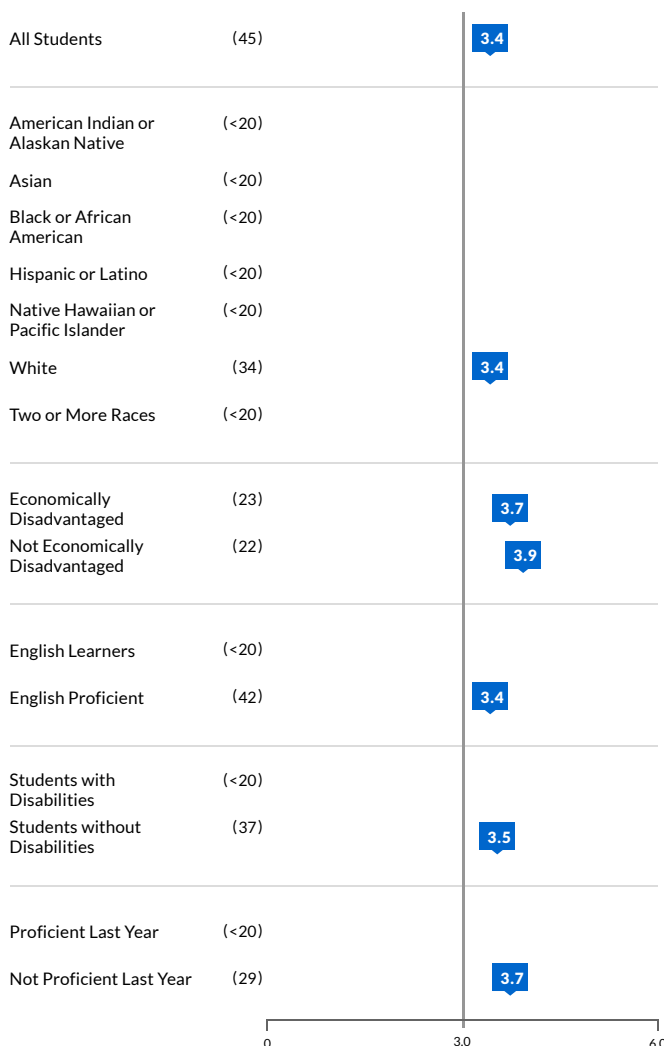 All Students (45) 3.4
American Indian or (<20)
Alaskan Native
Asian (<20)
Black or African (<20)
American
Hispanic or Latino (<20)
Native Hawaiian or (<20)
Pacific Islander
White (34) 3.4
Two or More Races (<20)
Economically (23) 3.7
Disadvantaged
Not Economically (22) 3.9
Disadvantaged
English Learners (<20)
English Proficient (42) 3.4
Students with (<20)
Disabilities
Students without (37) 3.5
Disabilities
Proficient Last Year (<20)
Not Proficient Last Year (29) 3.7
0 3.0 6.0